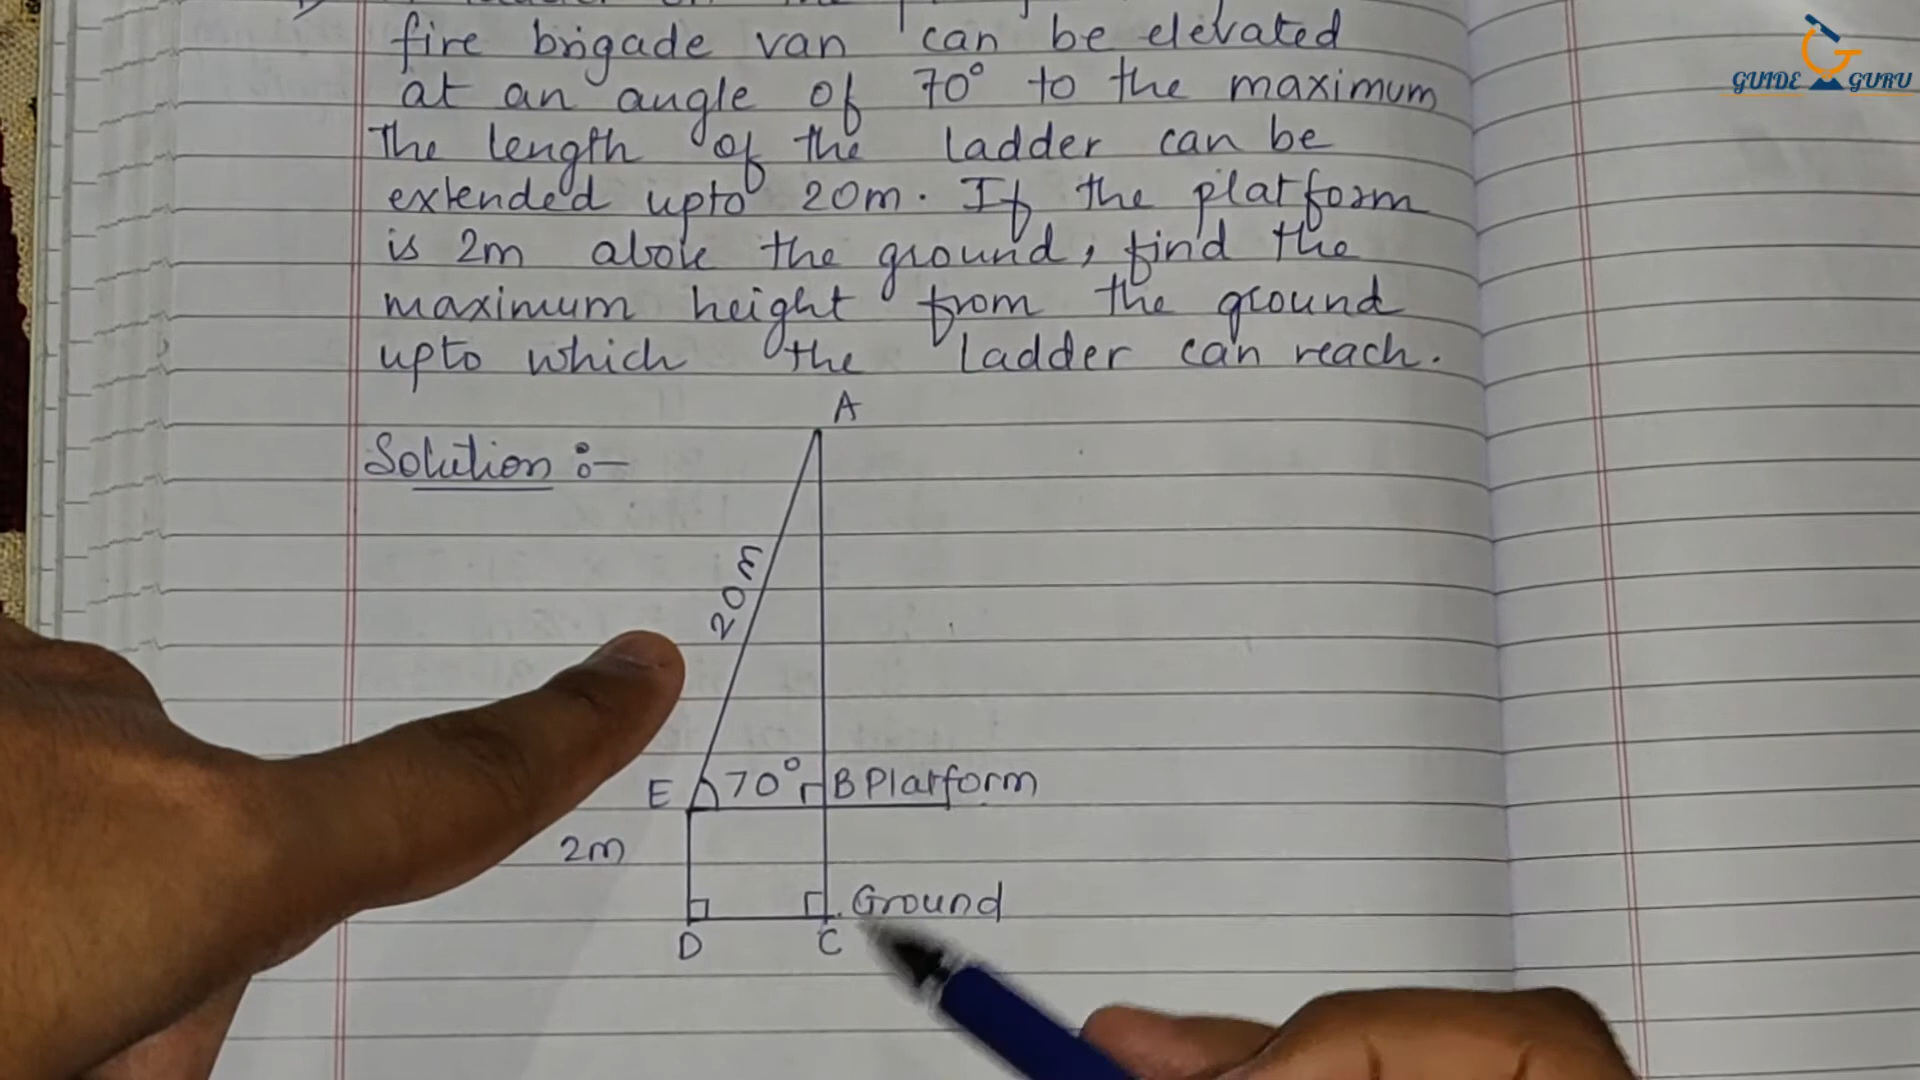 fire brigade van can be elevated
at an angle of 70° to the maximum
The length of the ladder can be
extended upto 20m. If the platform
is 2m above the ground, find the
maximum height from the ground
upto which the ladder can reach.
Solution :-
A
20m
E 70° B Platform
2m
Ground
D C
GUIDE GURU